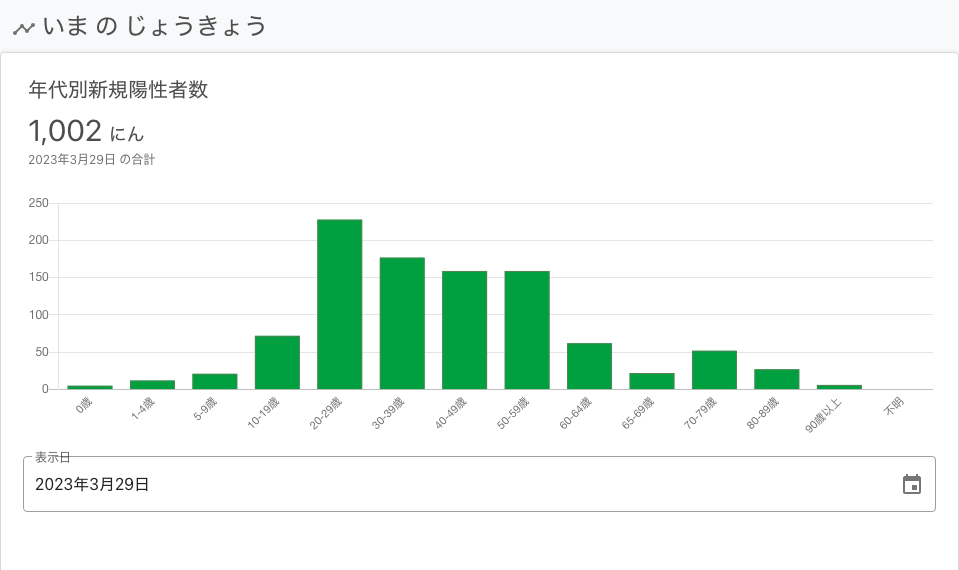 いま の じょうきょう
年代別新規陽性者数
1,002 にん
2023年3月29日 の合計
250
200
150
100
50
0
0歳
1-4歳
5-9歳
10-19歳
20-29歳
30-39歳
40-49歳
50-59歳
60-64歳
65-69歳
70-79歳
80-89歳
90歳以上
不明
表示日
2023年3月29日